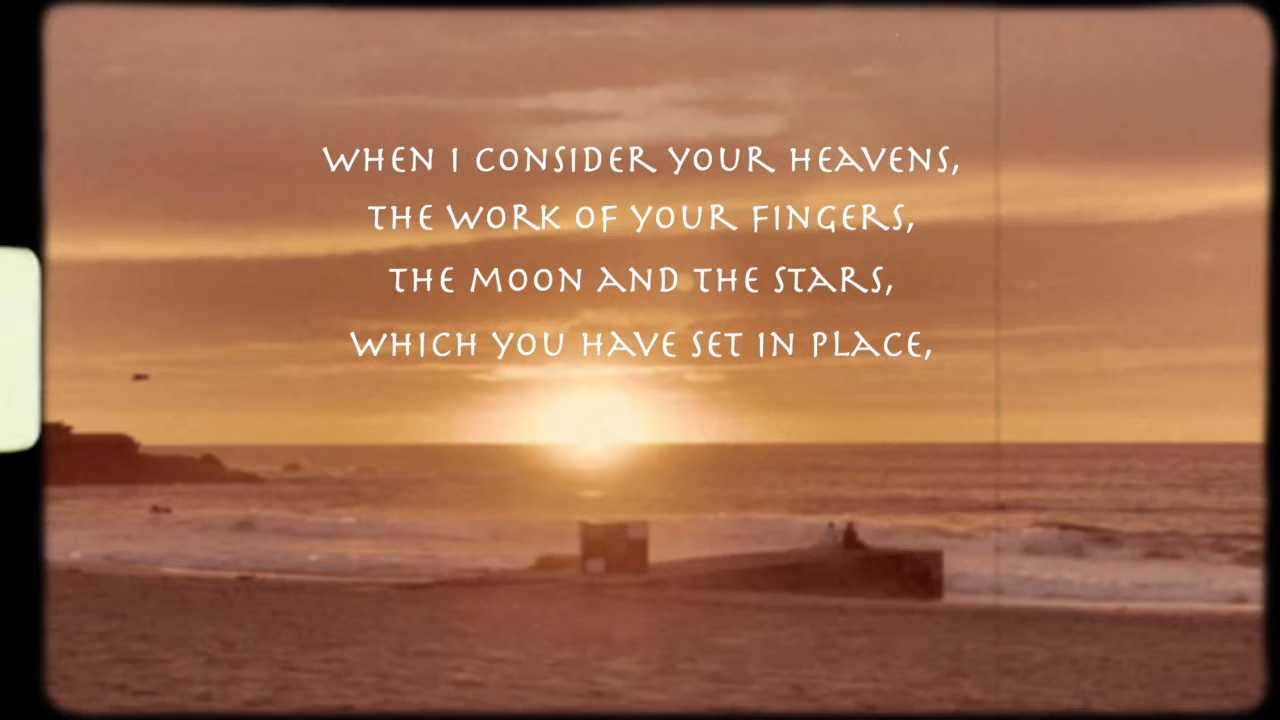 WHEN I CONSIDER YOUR HEAVENS,
THE WORK OF YOUR FINGERS,
THE MOON AND THE STARS,
WHICH YOU HAVE SET IN PLACE,